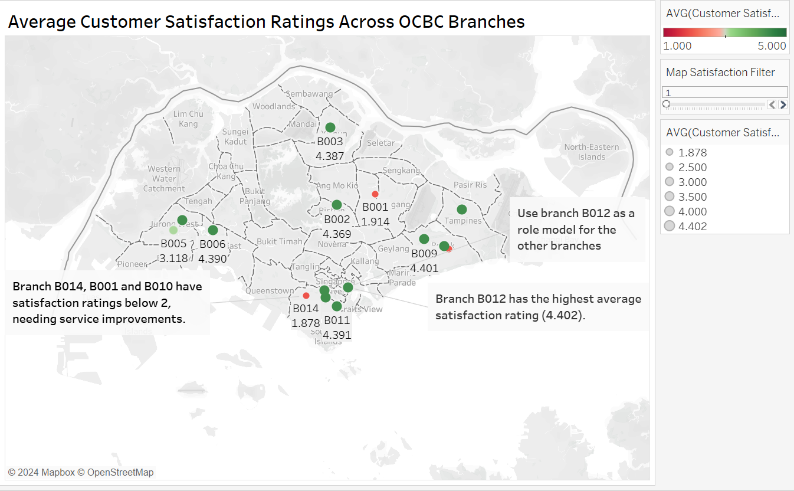 Average Customer Satisfaction Ratings Across OCBC Branches
AVG(Customer Satisf...
1.000 5.000
Map Satisfaction Filter
1
AVG(Customer Satisf...
1.878
2.500
3.000
3.500
4.000
4.402
Sembawang
Woodlands
Lim Chu
Kang
Mandai
Sungei
Kadut
B003
4.387
Seletar
North-Eastern
Islands
Western
Water
Catchment
Choa Chu
Kang
Sengkang
Tengah
Bukit
Panjang
Ang Mo Kio
Pasir Ris
B001
1.914
gang
B002
4.369
Tampines
B005
3.118
B006
4.390
ast
Bukit Timah
Novena
Geylang
B009
4.401
Pioneer
Tanglin
Kallang
Marin
Parade
Queenstown
B014
1.878
B011
4.391
raits View
Use branch B012 as a
role model for the
other branches
Branch B014, B001 and B010 have
satisfaction ratings below 2,
needing service improvements.
Branch B012 has the highest average
satisfaction rating (4.402).
© 2024 Mapbox © OpenStreetMap